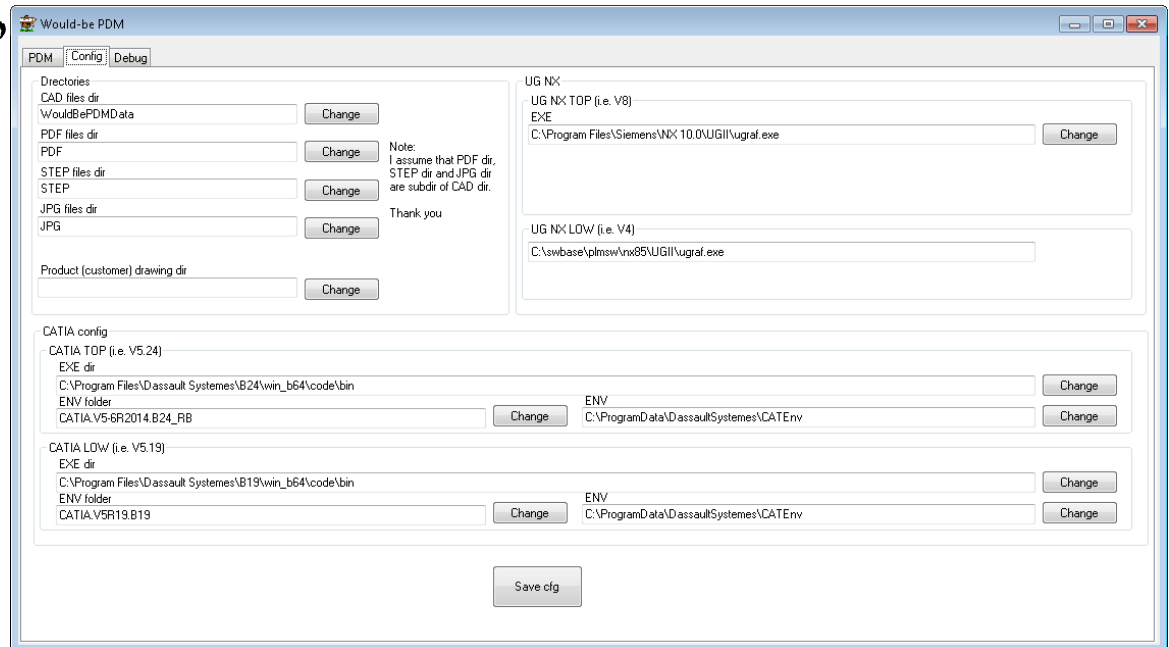 Would-be PDM
PDM Config Debug
Drectories
CAD files dir
WouldBePDMData
Change
PDF files dir
PDF
Change
STEP files dir
STEP
Change
JPG files dir
JPG
Change
Note:
I assume that PDF dir,
STEP dir and JPG dir
are subdir of CAD dir.
Thank you
Product (customer) drawing dir
Change
UG NX
UG NX TOP (i.e. V8)
EXE
C:\Program Files\Siemens\NX 10.0\UGII\ugraf.exe
Change
UG NX LOW (i.e. V4)
C:\swbase\plmsw\nx85\UGII\ugraf.exe
CATIA config
CATIA TOP (i.e. V5.24)
EXE dir
C:\Program Files\Dassault Systemes\B24\win_b64\code\bin
Change
ENV folder
CATIA.V5-6R2014.B24_RB
Change
ENV
C:\ProgramData\DassaultSystemes\CATEnv
Change
CATIA LOW (i.e. V5.19)
EXE dir
C:\Program Files\Dassault Systemes\B19\win_b64\code\bin
Change
ENV folder
CATIA.V5R19.B19
Change
ENV
C:\ProgramData\DassaultSystemes\CATEnv
Change
Save cfg